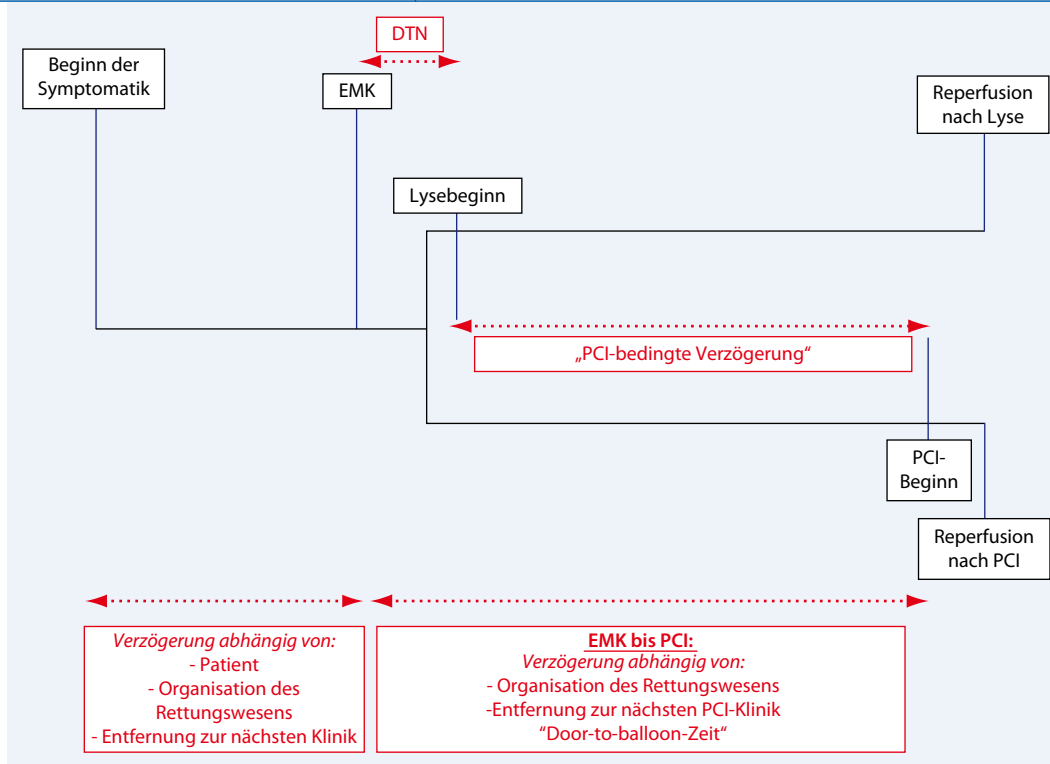 DTN
Beginn der
Symptomatik
EMK
Reperfusion
nach Lyse
Lysebeginn
„PCI-bedingte Verzögerung“
PCI-
Beginn
Reperfusion
nach PCI
Verzögerung abhängig von:
- Patient
- Organisation des
Rettungswesens
- Entfernung zur nächsten Klinik
EMK bis PCI:
Verzögerung abhängig von:
- Organisation des Rettungswesens
-Entfernung zur nächsten PCI-Klinik
“Door-to-balloon-Zeit“